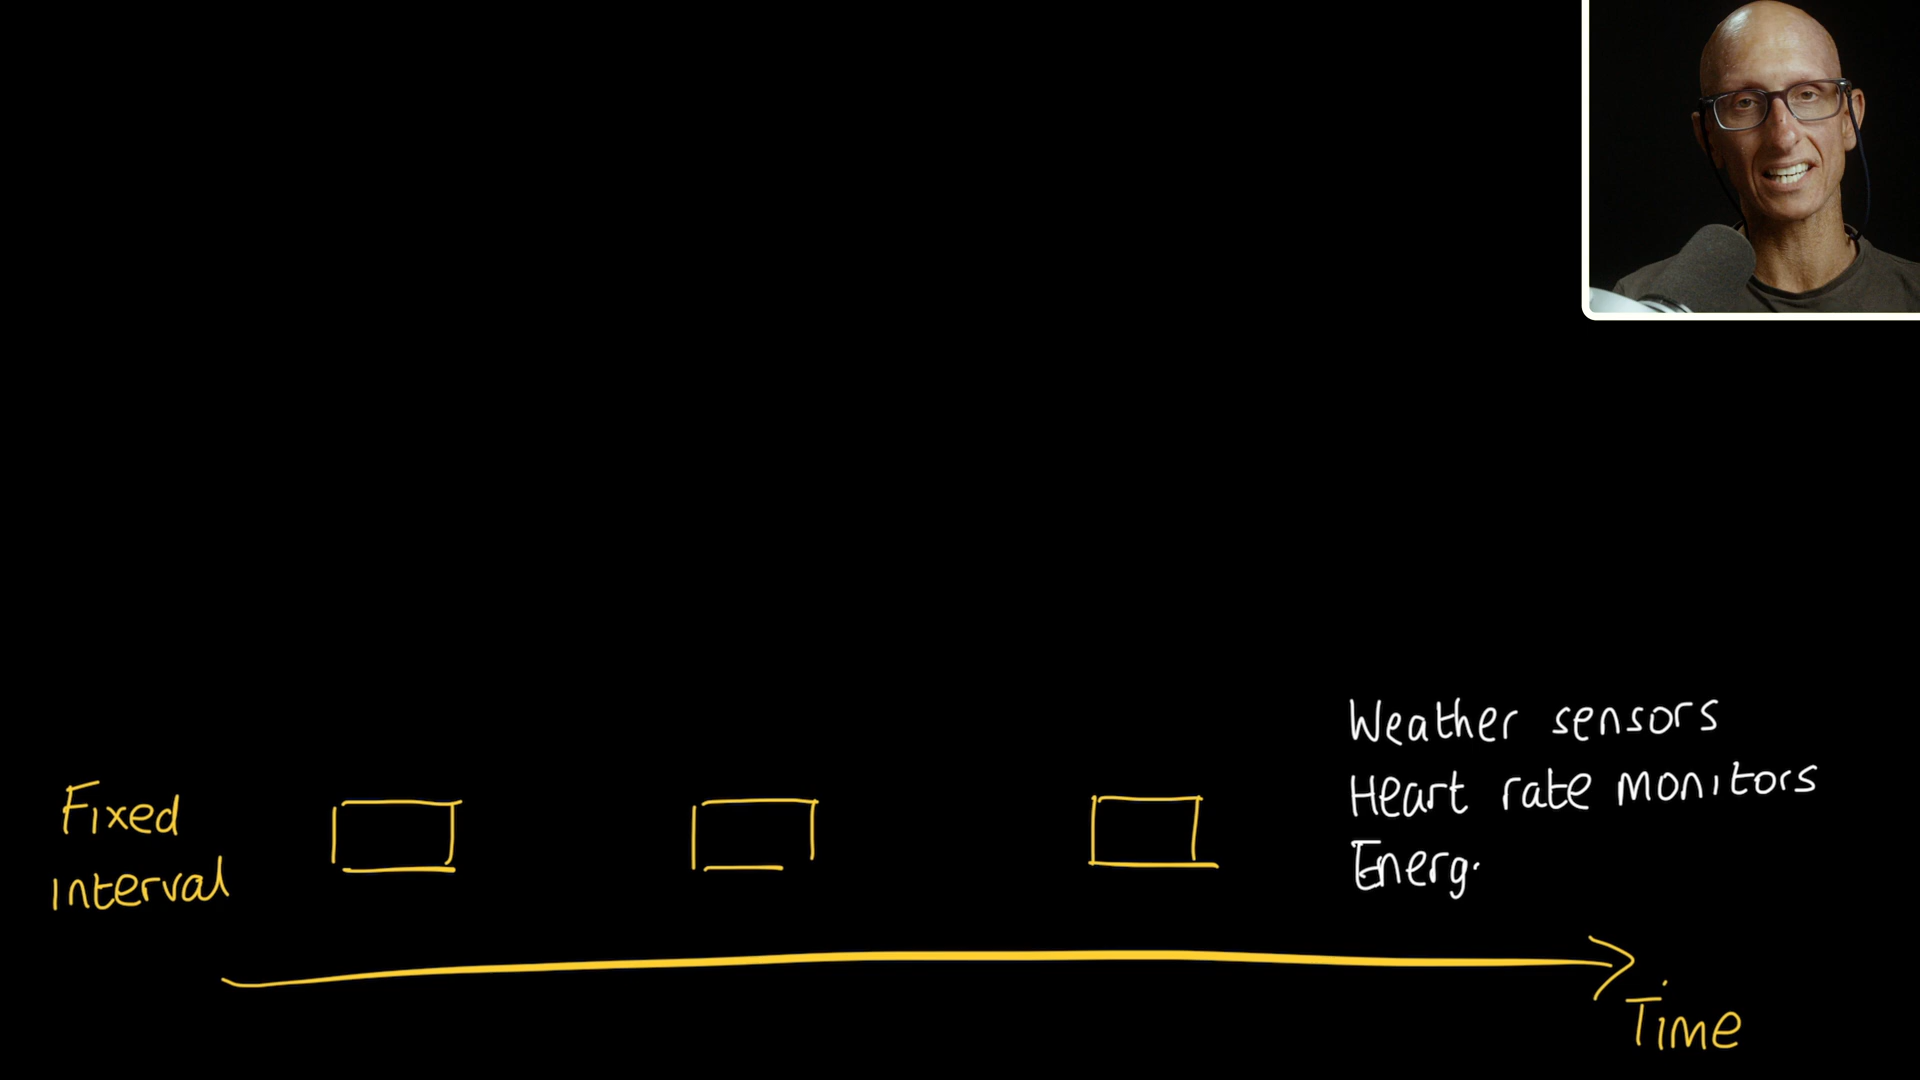 Weather sensors
Heart rate monitors
Energ
Fixed
interval
Time